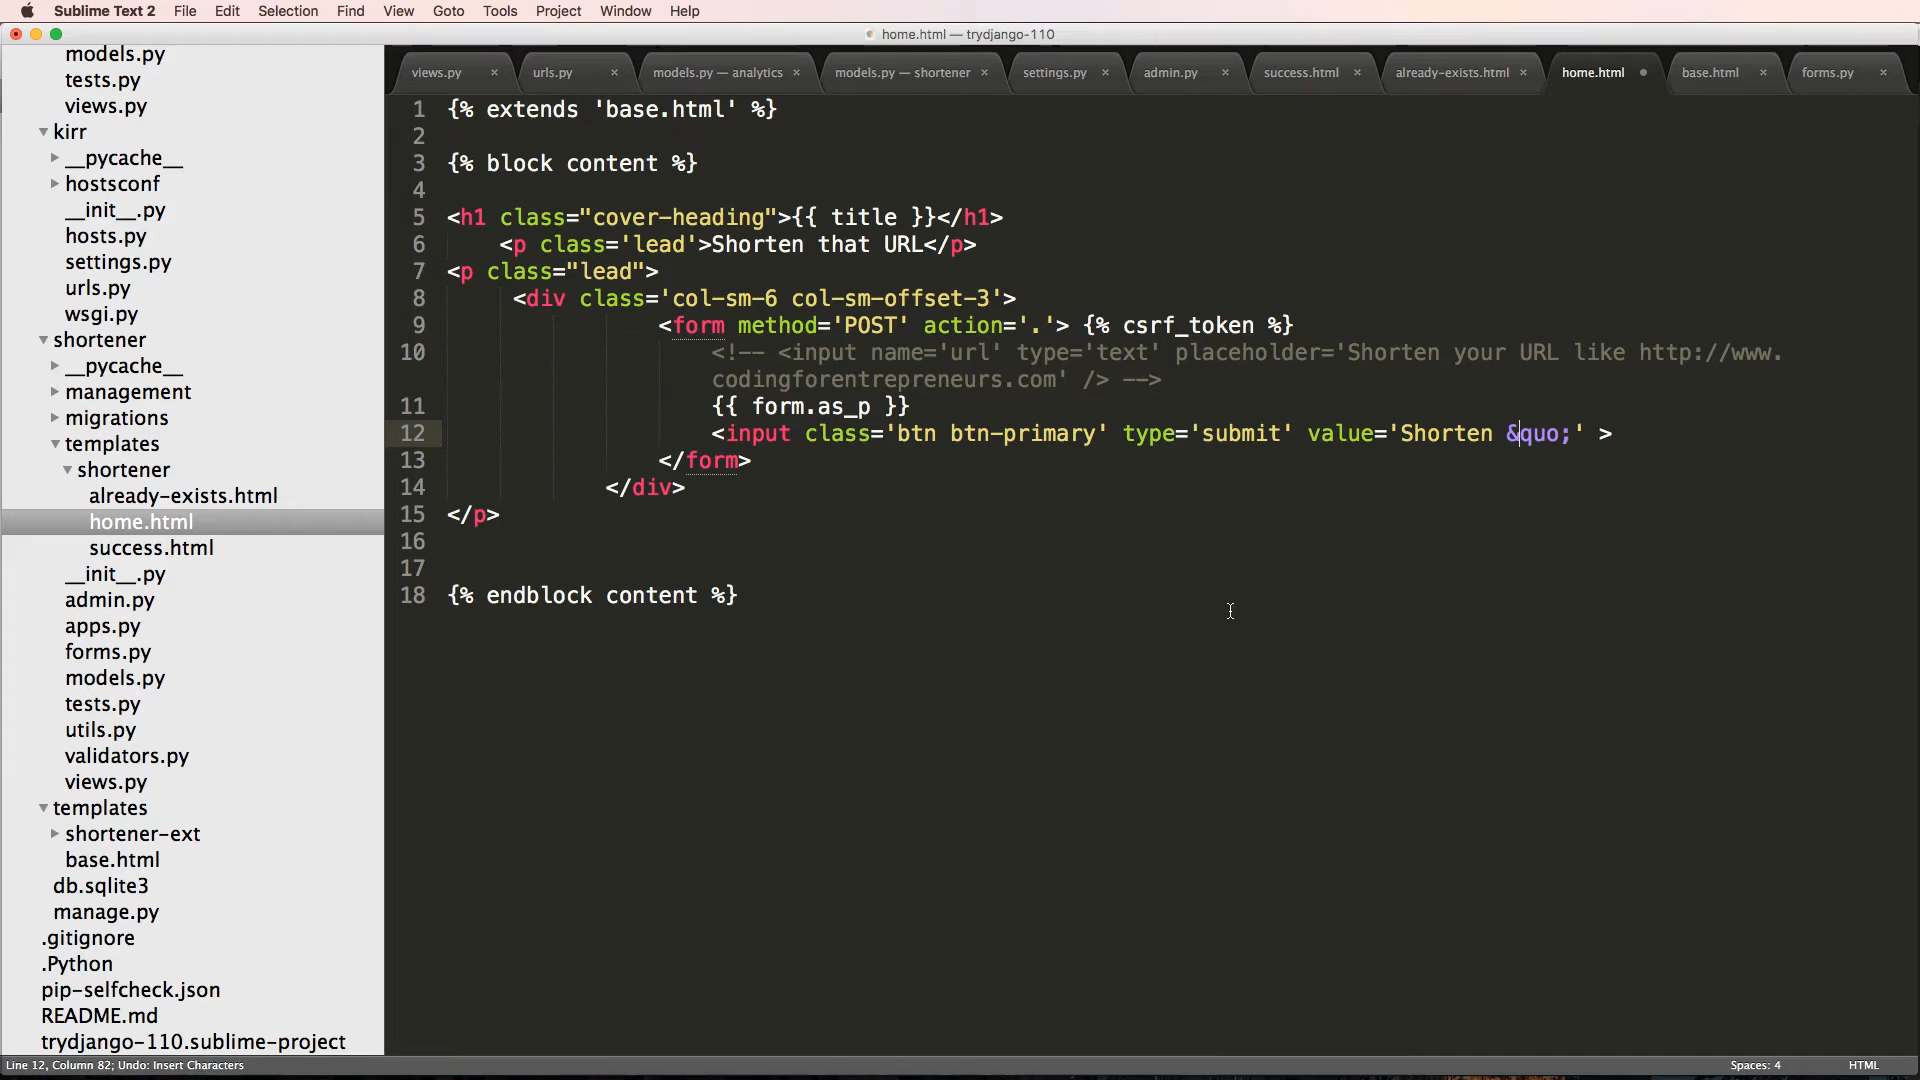 Sublime Text 2 File Edit Selection Find View Goto Tools Project Window Help
home.html — trydjango-110
views.py × urls.py × models.py — analytics × models.py — shortener × settings.py × admin.py × success.html × already-exists.html × home.html base.html × forms.py ×
models.py
tests.py
views.py
kirr
__pycache__
hostsconf
__init__.py
hosts.py
settings.py
urls.py
wsgi.py
shortener
__pycache__
management
migrations
templates
shortener
already-exists.html
home.html
success.html
__init__.py
admin.py
apps.py
forms.py
models.py
tests.py
utils.py
validators.py
views.py
templates
shortener-ext
base.html
db.sqlite3
manage.py
.gitignore
.Python
pip-selfcheck.json
README.md
trydjango-110.sublime-project
1 {% extends 'base.html' %}
2
3 {% block content %}
4
5 <h1 class="cover-heading">{{ title }}</h1>
6 <p class='lead'>Shorten that URL</p>
7 <p class="lead">
8 <div class='col-sm-6 col-sm-offset-3'>
9 <form method='POST' action='.'> {% csrf_token %}
10 <!-- <input name='url' type='text' placeholder='Shorten your URL like http://www.
codingforentrepreneurs.com' /> -->
11 {{ form.as_p }}
12 <input class='btn btn-primary' type='submit' value='Shorten &quo;' >
13 </form>
14 </div>
15 </p>
16
17
18 {% endblock content %}
Line 12, Column 82; Undo: Insert Characters Spaces: 4 HTML